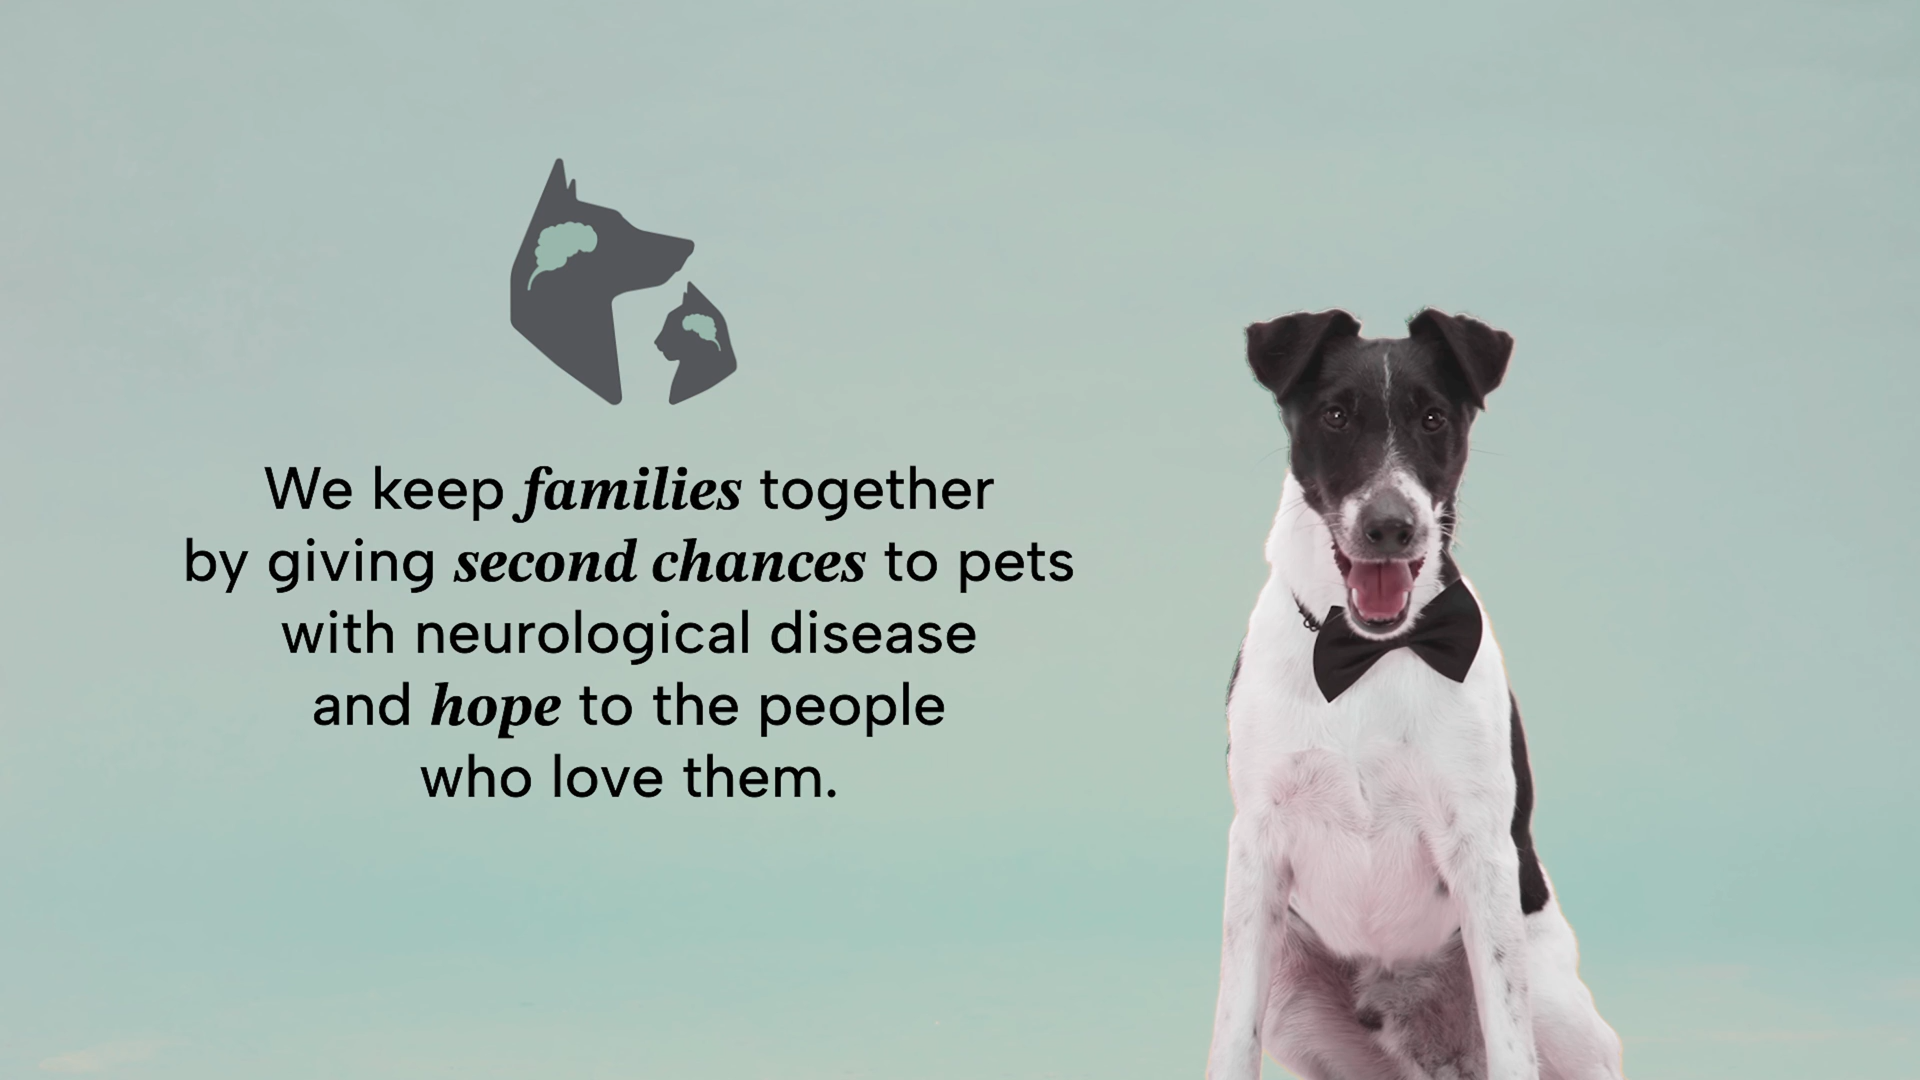 We keep families together
by giving second chances to pets
with neurological disease
and hope to the people
who love them.